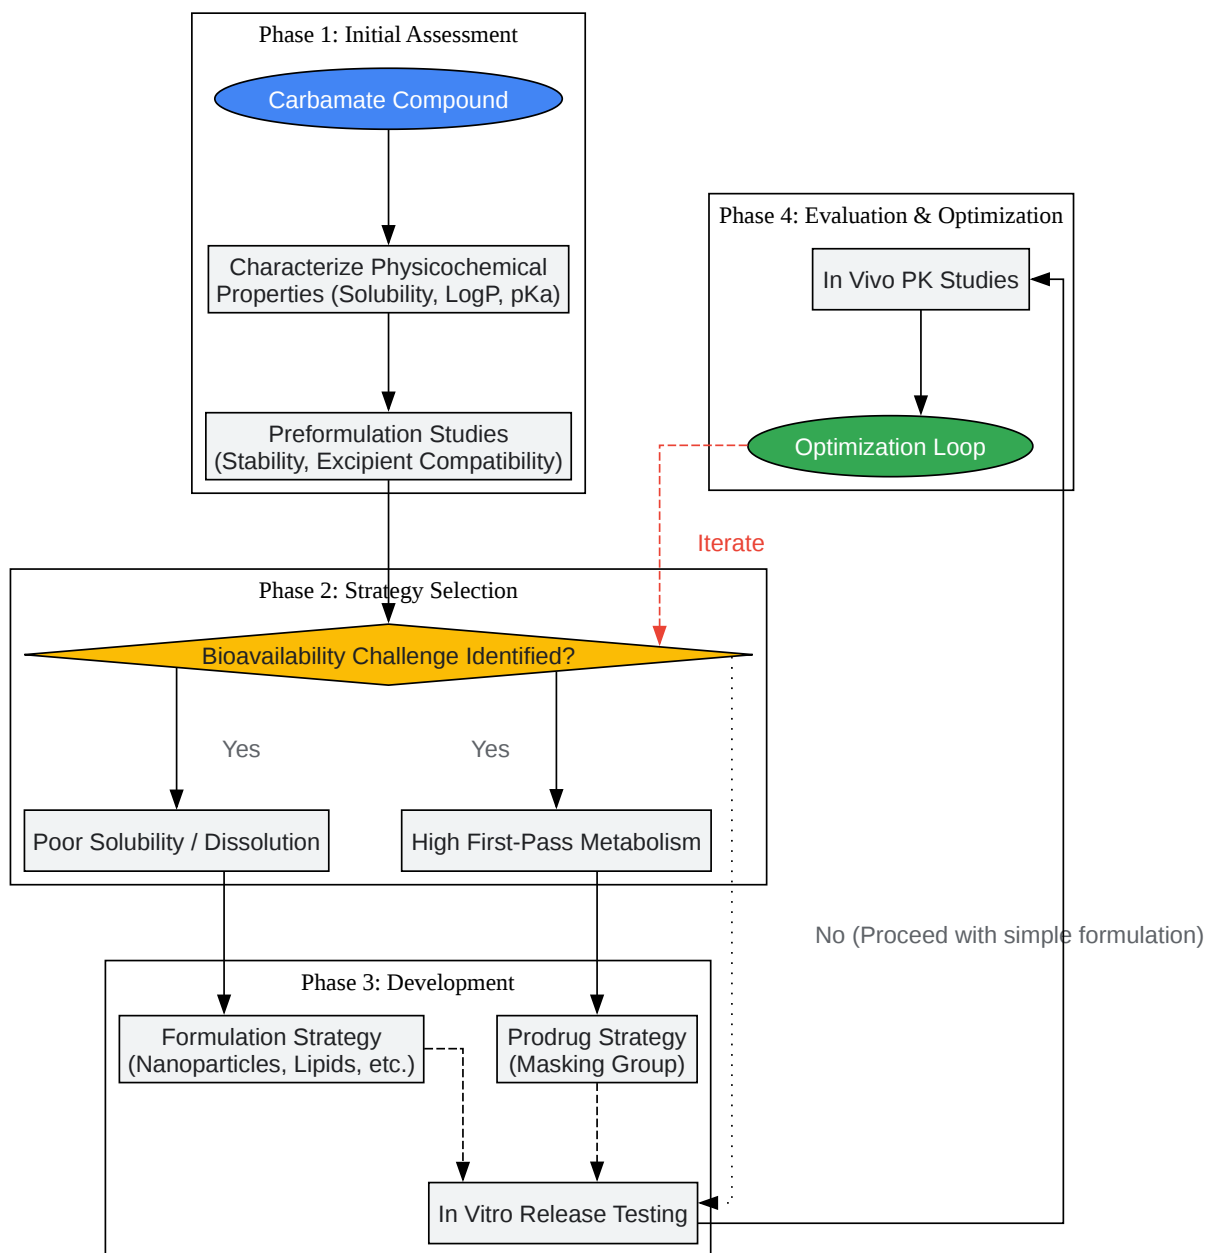 Phase 1: Initial Assessment
Carbamate Compound
Characterize Physicochemical
Properties (Solubility, LogP, pKa)
Preformulation Studies
(Stability, Excipient Compatibility)
Phase 4: Evaluation & Optimization
In Vivo PK Studies
Optimization Loop
Iterate
Phase 2: Strategy Selection
Bioavailability Challenge Identified?
Yes
Yes
Poor Solubility / Dissolution
High First-Pass Metabolism
No (Proceed with simple formulation)
Phase 3: Development
Formulation Strategy
(Nanoparticles, Lipids, etc.)
Prodrug Strategy
(Masking Group)
In Vitro Release Testing